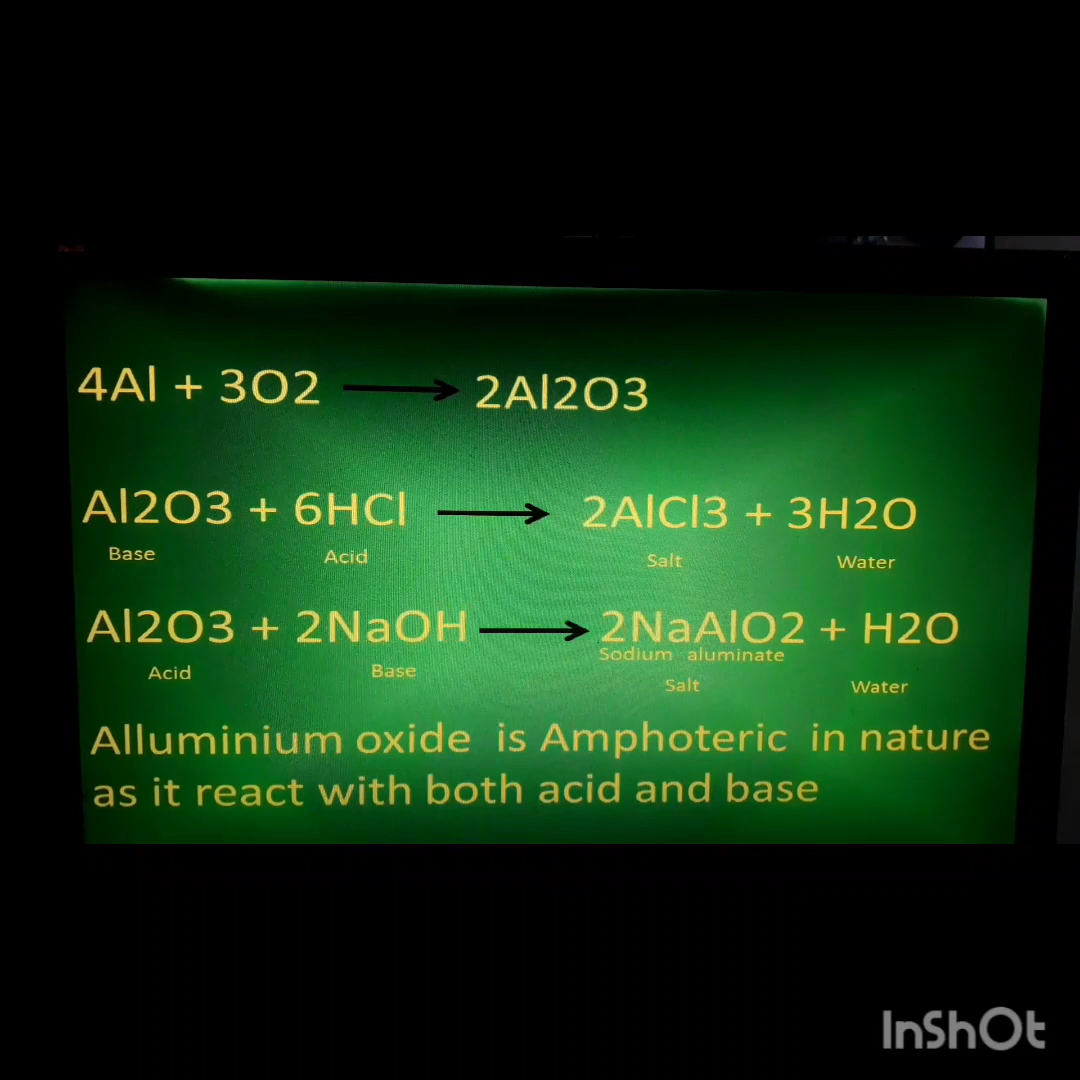 4Al + 3O2 → 2Al2O3
Al2O3 + 6HCl → 2AlCl3 + 3H2O
Base Acid Salt Water
Al2O3 + 2NaOH → 2NaAlO2 + H2O
Sodium aluminate
Acid Base Salt Water
Alluminium oxide is Amphoteric in nature
as it react with both acid and base
InShOt